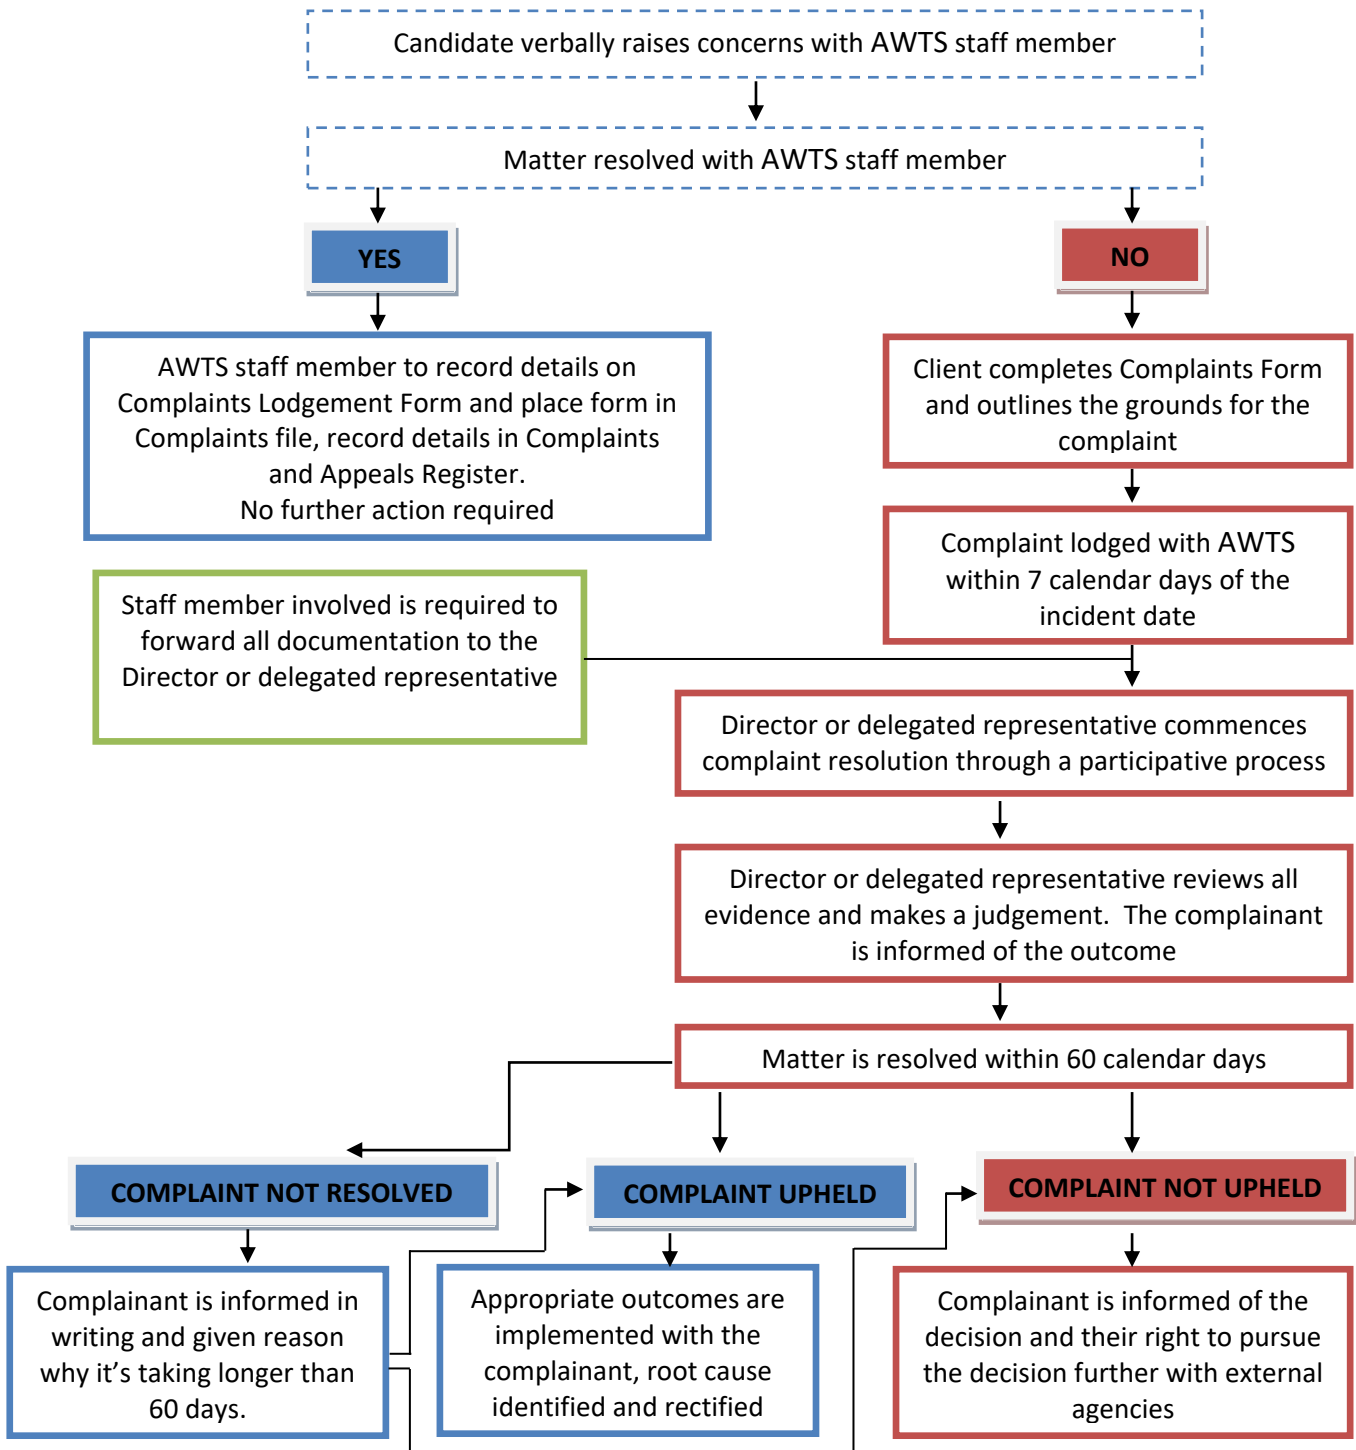 Candidate verbally raises concerns with AWTS staff member
Matter resolved with AWTS staff member
YES
NO
AWTS staff member to record details on
Complaints Lodgement Form and place form in
Complaints file, record details in Complaints
and Appeals Register.
No further action required
Client completes Complaints Form
and outlines the grounds for the
complaint
Complaint lodged with AWTS
within 7 calendar days of the
incident date
Staff member involved is required to
forward all documentation to the
Director or delegated representative
Director or delegated representative commences
complaint resolution through a participative process
Director or delegated representative reviews all
evidence and makes a judgement.  The complainant
is informed of the outcome
Matter is resolved within 60 calendar days
COMPLAINT NOT RESOLVED
COMPLAINT UPHELD
COMPLAINT NOT UPHELD
Complainant is informed in
writing and given reason
why it’s taking longer than
60 days.
Appropriate outcomes are
implemented with the
complainant, root cause
identified and rectified
Complainant is informed of the
decision and their right to pursue
the decision further with external
agencies